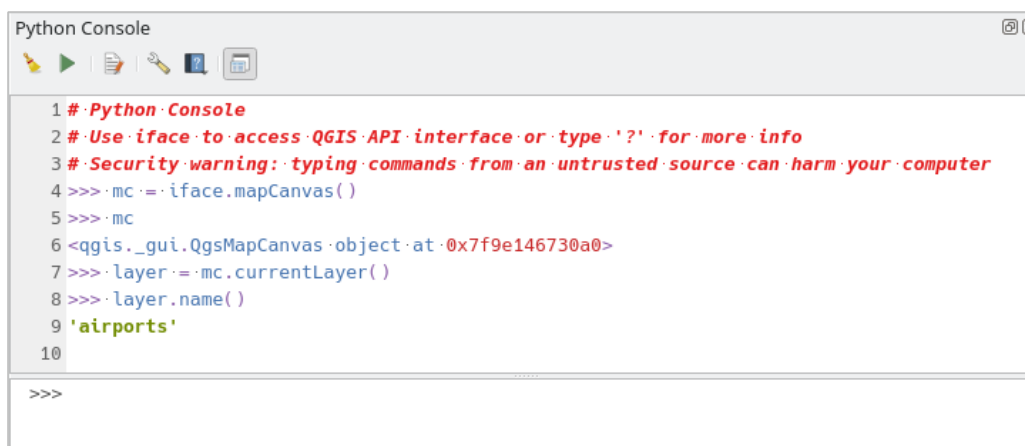 Python Console
1 # Python Console
2 # Use iface to access QGIS API interface or type '?' for more info
3 # Security warning: typing commands from an untrusted source can harm your computer
4 >>> mc = iface.mapCanvas()
5 >>> mc
6 <qgis._gui.QgsMapCanvas object at 0x7f9e146730a0>
7 >>> layer = mc.currentLayer()
8 >>> layer.name()
9 'airports'
10
>>>